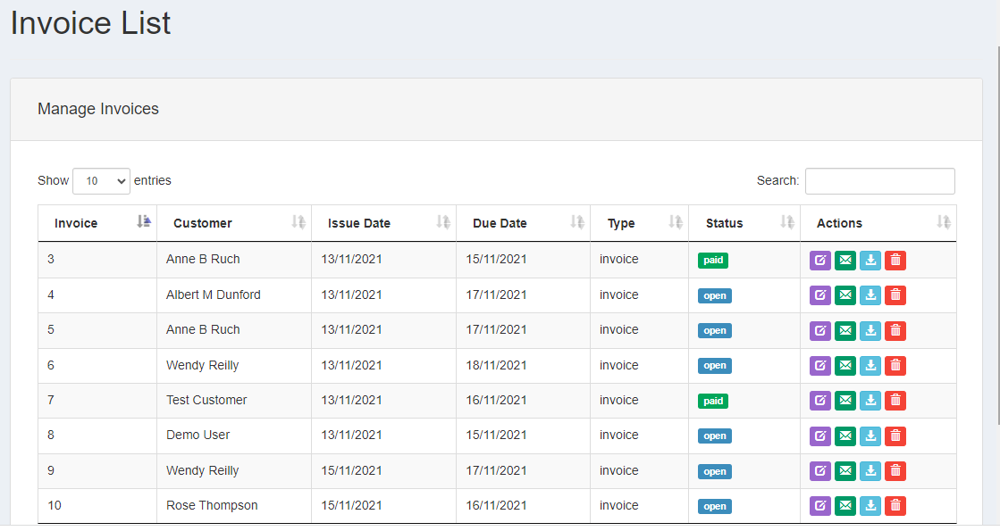 Invoice List
Manage Invoices
Show 10 entries Search:
Invoice Customer Issue Date Due Date Type Status Actions
3 Anne B Ruch 13/11/2021 15/11/2021 invoice paid
4 Albert M Dunford 13/11/2021 17/11/2021 invoice open
5 Anne B Ruch 13/11/2021 17/11/2021 invoice open
6 Wendy Reilly 13/11/2021 18/11/2021 invoice open
7 Test Customer 13/11/2021 16/11/2021 invoice paid
8 Demo User 13/11/2021 15/11/2021 invoice open
9 Wendy Reilly 15/11/2021 17/11/2021 invoice open
10 Rose Thompson 15/11/2021 16/11/2021 invoice open